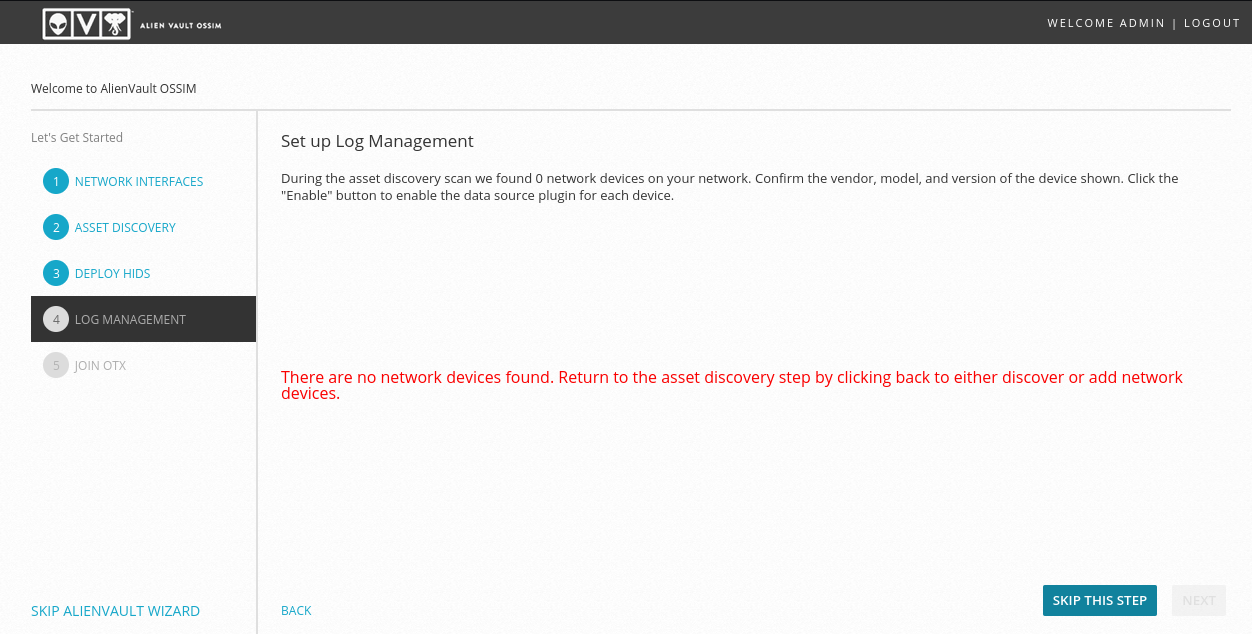 OVT ALIEN VAULT OSSIM
WELCOME ADMIN | LOGOUT
Welcome to AlienVault OSSIM
Let's Get Started
1 NETWORK INTERFACES
2 ASSET DISCOVERY
3 DEPLOY HIDS
4 LOG MANAGEMENT
5 JOIN OTX
Set up Log Management
During the asset discovery scan we found 0 network devices on your network. Confirm the vendor, model, and version of the device shown. Click the
"Enable" button to enable the data source plugin for each device.
There are no network devices found. Return to the asset discovery step by clicking back to either discover or add network
devices.
SKIP ALIENVAULT WIZARD
BACK
SKIP THIS STEP
NEXT